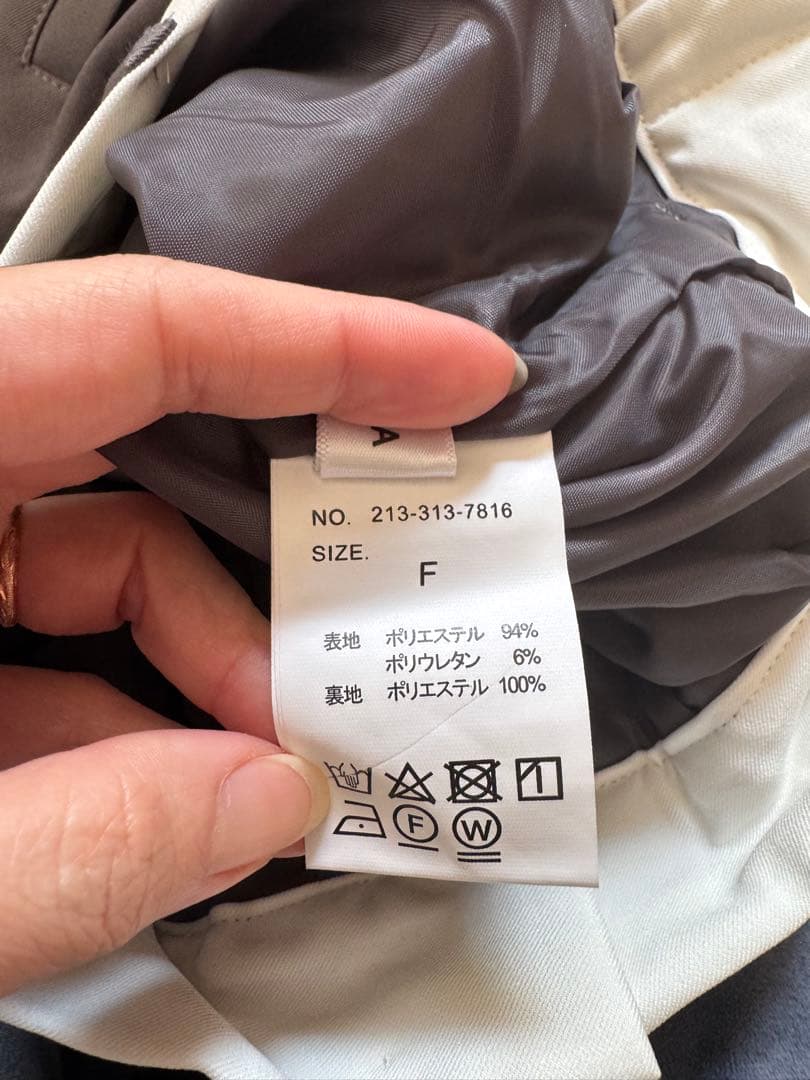 A
NO. 213-313-7816
SIZE.
F
表地 ポリエステル 94%
ポリウレタン 6%
裏地 ポリエステル 100%
F W